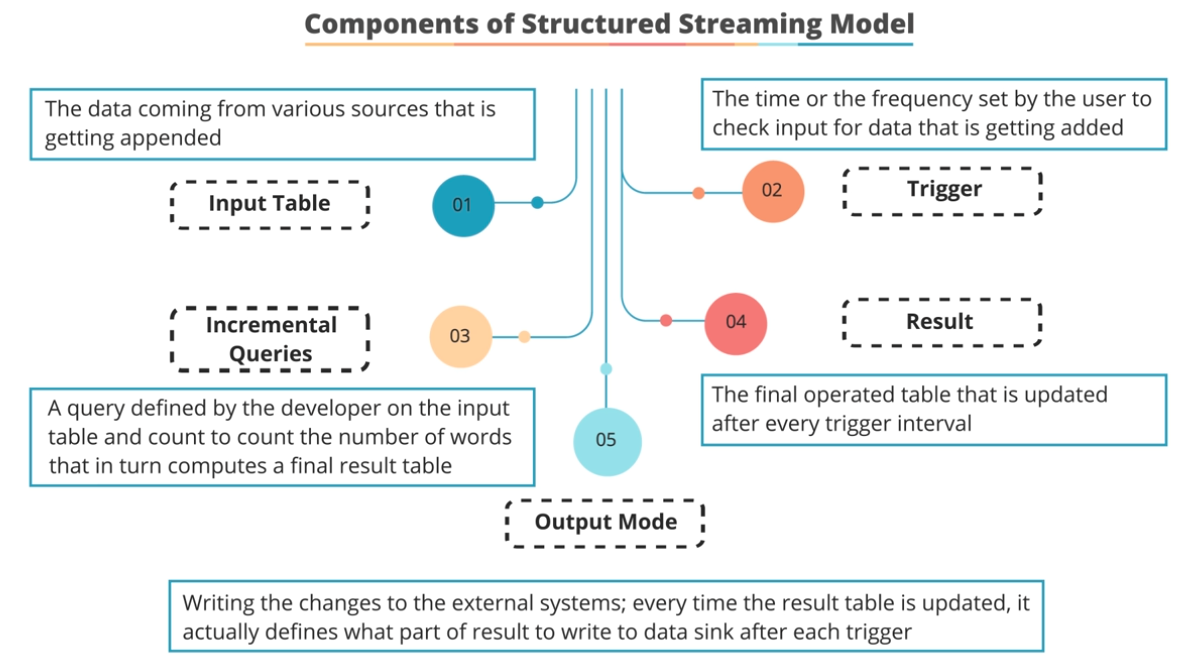 Components of Structured Streaming Model
The data coming from various sources that is
getting appended
Input Table
01
The time or the frequency set by the user to
check input for data that is getting added
02
Trigger
Incremental
Queries
03
A query defined by the developer on the input
table and count to count the number of words
that in turn computes a final result table
04
Result
The final operated table that is updated
after every trigger interval
05
Output Mode
Writing the changes to the external systems; every time the result table is updated, it
actually defines what part of result to write to data sink after each trigger